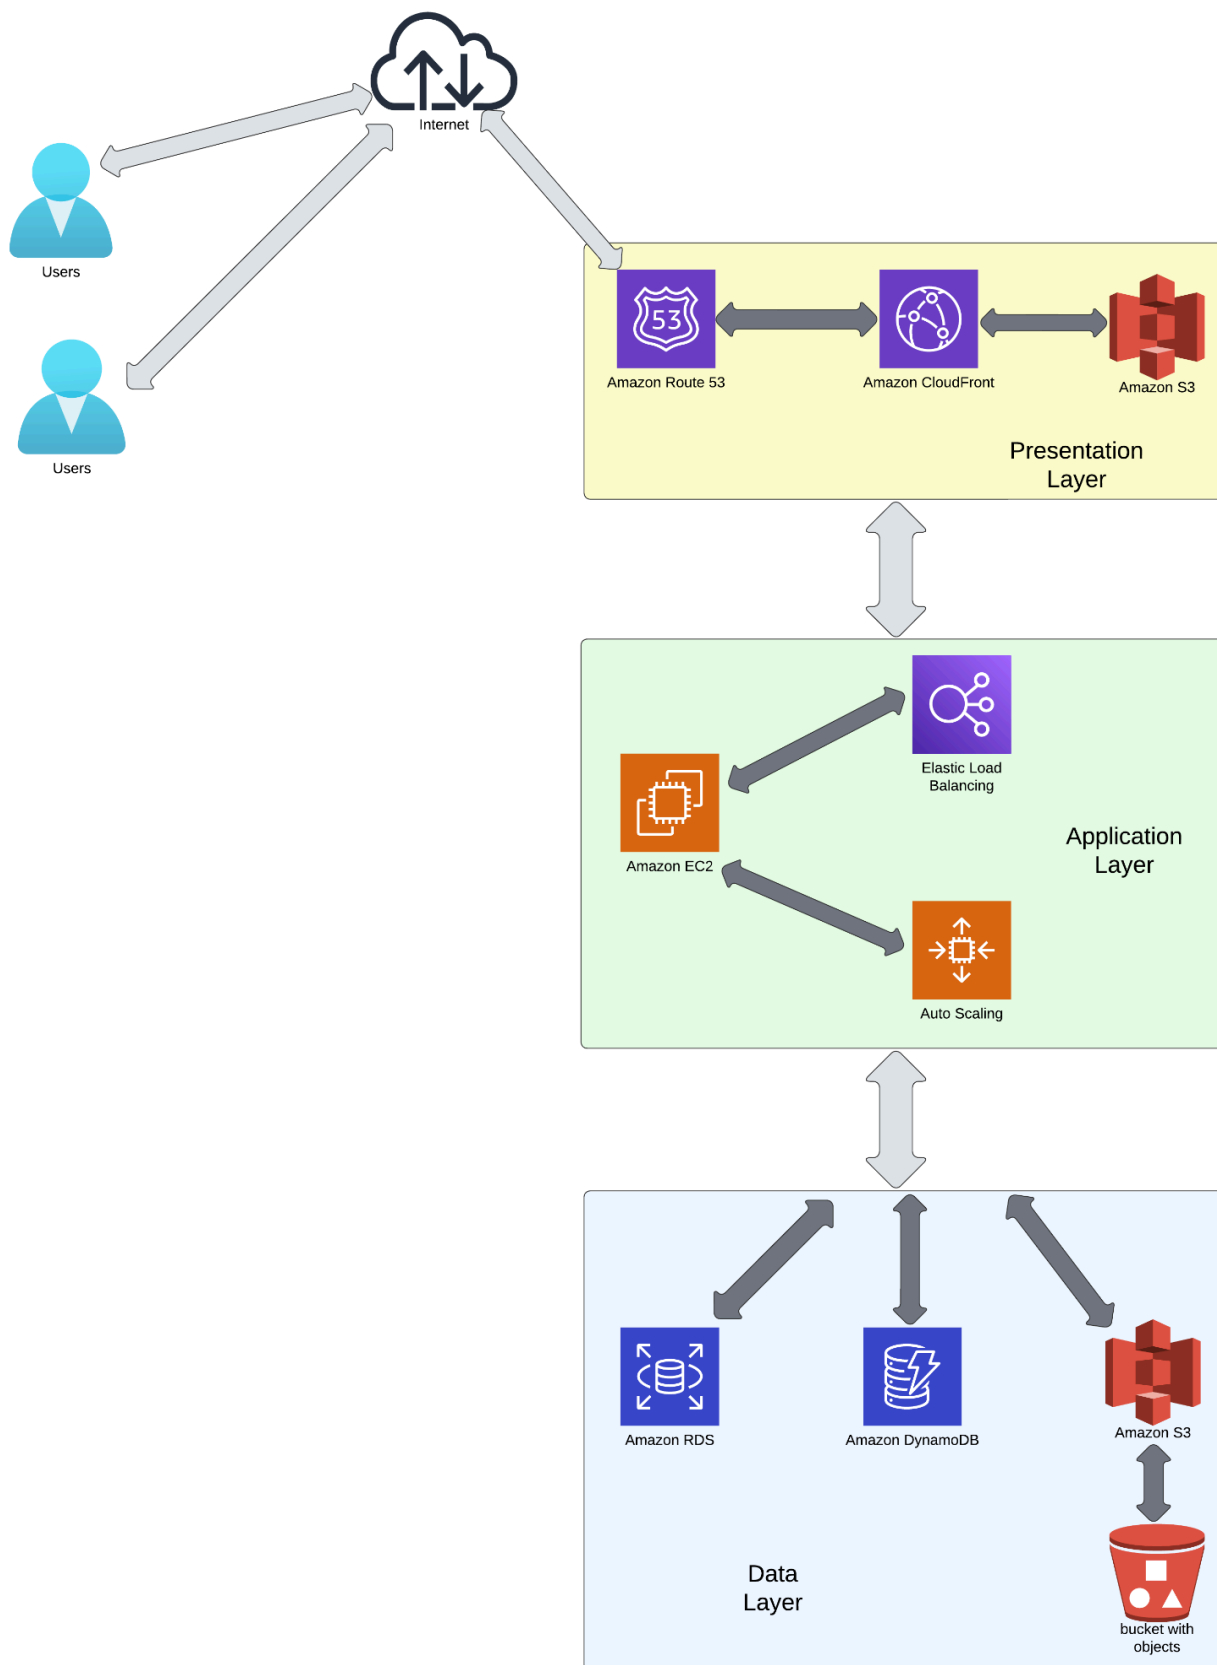 Internet
Users
Users
53
Amazon Route 53
Amazon CloudFront
Amazon S3
Presentation
Layer
Elastic Load
Balancing
Amazon EC2
Application
Layer
Auto Scaling
Amazon RDS
Amazon DynamoDB
Amazon S3
Data
Layer
bucket with
objects